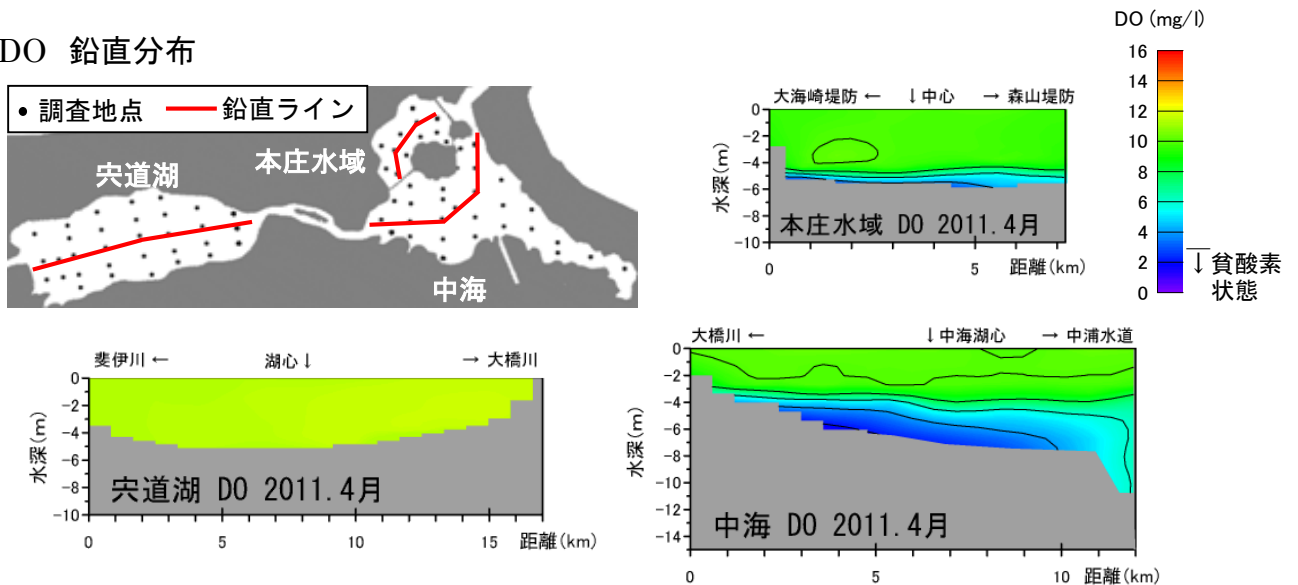 DO 鉛直分布
• 調査地点 ― 鉛直ライン
宍道湖
本庄水域
中海
DO (mg/l)
16
14
12
10
8
6
4
2
0
↓ 貧酸素
状態
大海崎堤防 ← ↓中心 → 森山堤防
水深(m)
0
-2
-4
-6
-8
-10
本庄水域 DO 2011.4月
0 5 距離(km)
斐伊川 ← 湖心↓ → 大橋川
水深(m)
0
-2
-4
-6
-8
-10
宍道湖 DO 2011.4月
0 5 10 15 距離(km)
大橋川 ← ↓中海湖心 → 中浦水道
水深(m)
0
-2
-4
-6
-8
-10
-12
-14
中海 DO 2011.4月
0 5 10 距離(km)